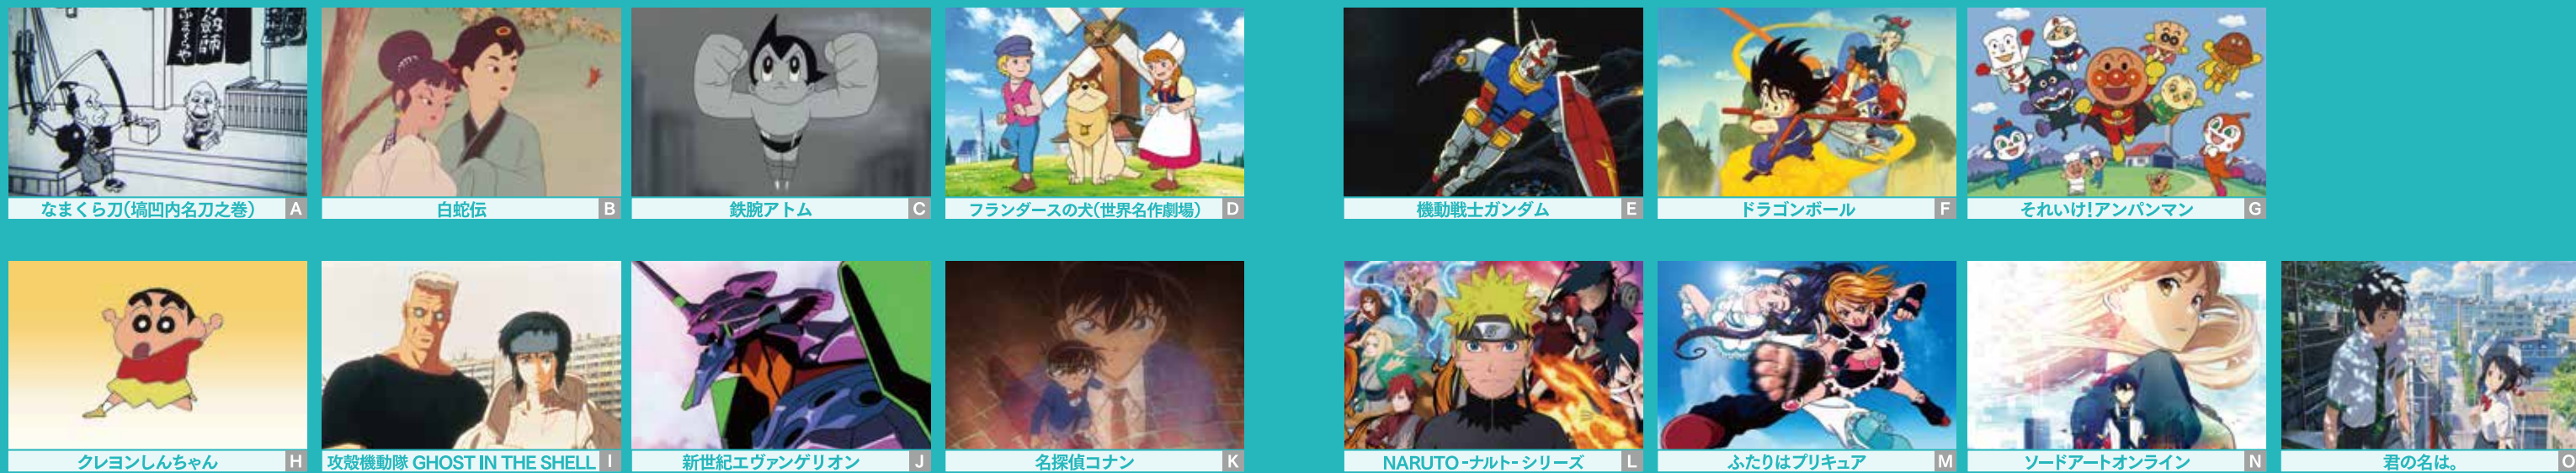 なまくら刀(塙凹内名刀之巻) A
白蛇伝 B
鉄腕アトム C
フランダースの犬(世界名作劇場) D
機動戦士ガンダム E
ドラゴンボール F
それいけ!アンパンマン G
クレヨンしんちゃん H
攻殻機動隊 GHOST IN THE SHELL I
新世紀エヴァンゲリオン J
名探偵コナン K
NARUTO -ナルト- シリーズ L
ふたりはプリキュア M
ソードアートオンライン N
君の名は。 O